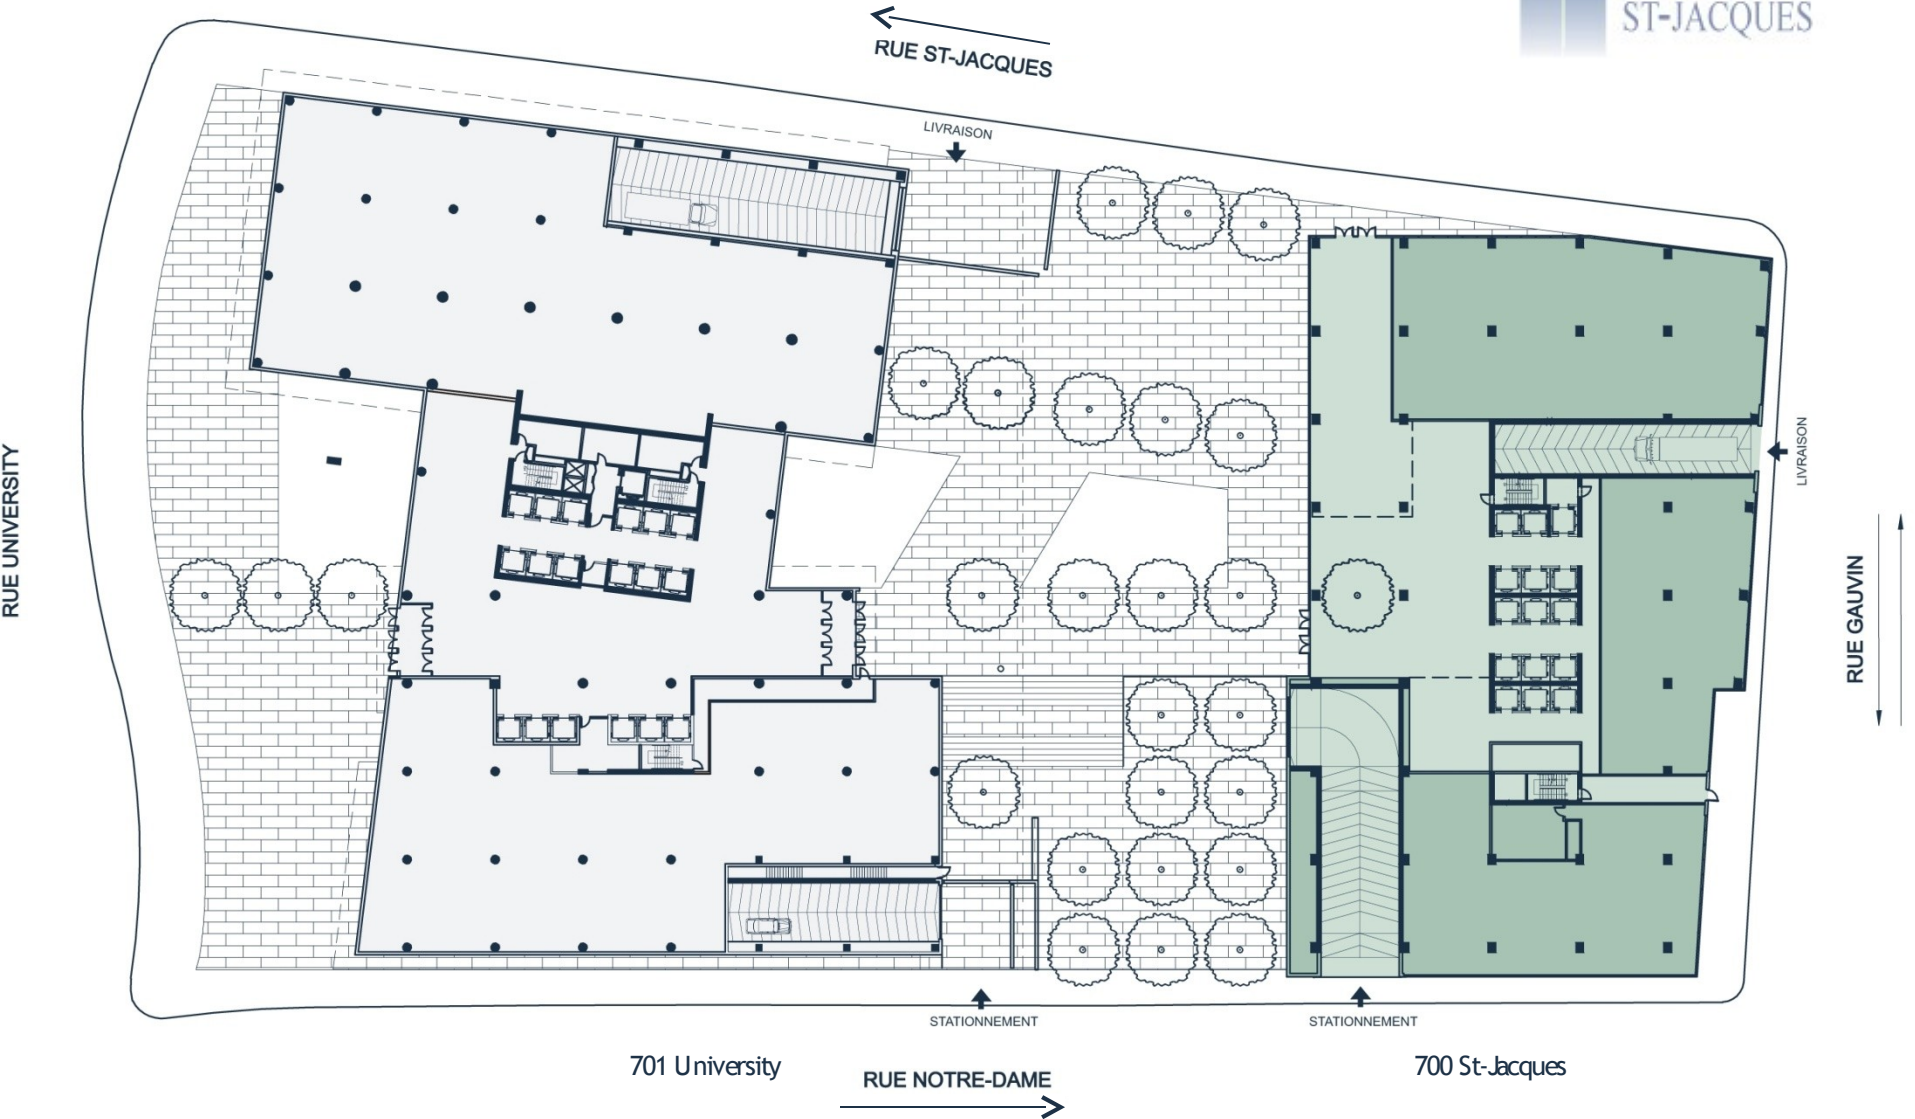 ST-JACQUES
RUE ST-JACQUES
LIVRAISON
RUE UNIVERSITY
LIVRAISON
RUE GAUVIN
STATIONNEMENT
STATIONNEMENT
701 University
700 St-Jacques
RUE NOTRE-DAME